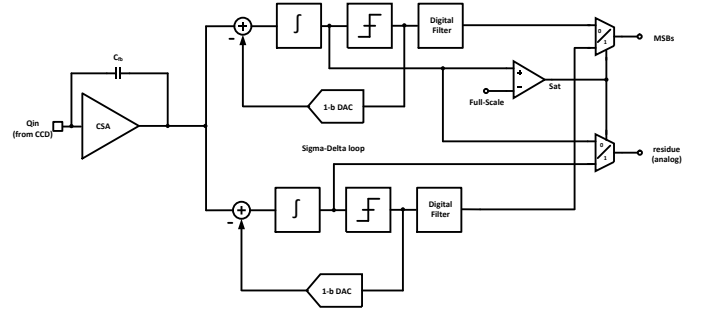 Qin
(from CCD)
Cfb
CSA
∫
Digital
Filter
1-b DAC
Full-Scale
Sat
0
1
MSBs
Sigma-Delta loop
0
1
residue
(analog)
∫
Digital
Filter
1-b DAC